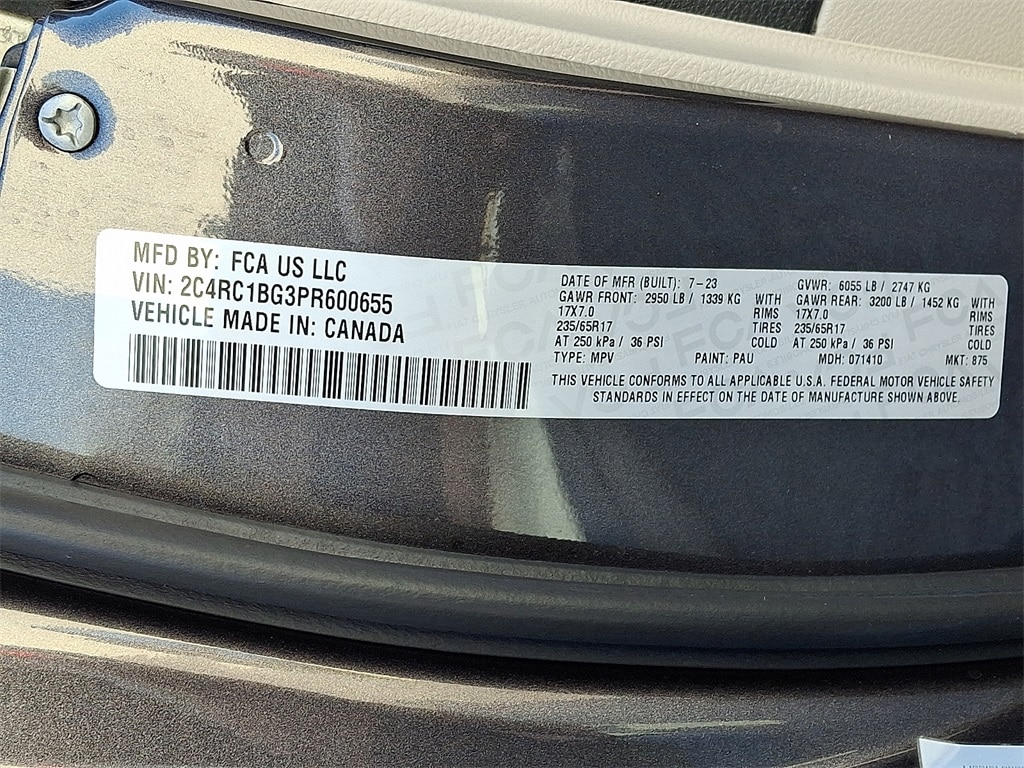 MFD BY: FCA US LLC
VIN: 2C4RC1BG3PR600655
VEHICLE MADE IN: CANADA
DATE OF MFR (BUILT): 7-23 GVWR: 6055 LB / 2747 KG
GAWR FRONT: 2950 LB / 1339 KG WITH GAWR REAR: 3200 LB / 1452 KG WITH
17X7.0 RIMS 17X7.0 RIMS
235/65R17 TIRES 235/65R17 TIRES
AT 250 kPa / 36 PSI COLD AT 250 kPa / 36 PSI COLD
TYPE: MPV PAINT: PAU MDH: 071410 MKT: 875
THIS VEHICLE CONFORMS TO ALL APPLICABLE U.S.A. FEDERAL MOTOR VEHICLE SAFETY
STANDARDS IN EFFECT ON THE DATE OF MANUFACTURE SHOWN ABOVE.